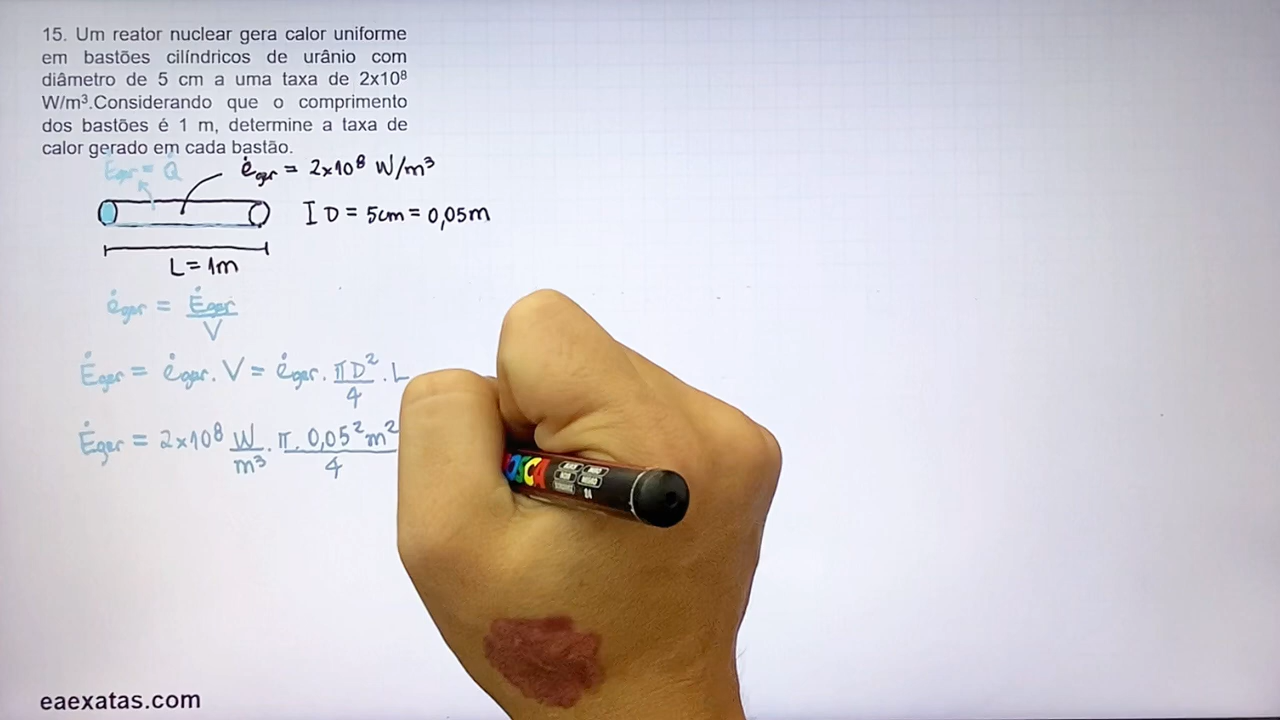 15. Um reator nuclear gera calor uniforme
em bastões cilíndricos de urânio com
diâmetro de 5 cm a uma taxa de 2x10⁸
W/m³.Considerando que o comprimento
dos bastões é 1 m, determine a taxa de
calor gerado em cada bastão.
Ėger = Q̇
ėger = 2x10⁸ W/m³
D = 5cm = 0,05m
L = 1m
ėger = Ėger/V
Ėger = ėger . V = ėger . πD²/4 . L
Ėger = 2x10⁸ W/m³ . π . 0,05² m²/4
OSCA
eaexatas.com